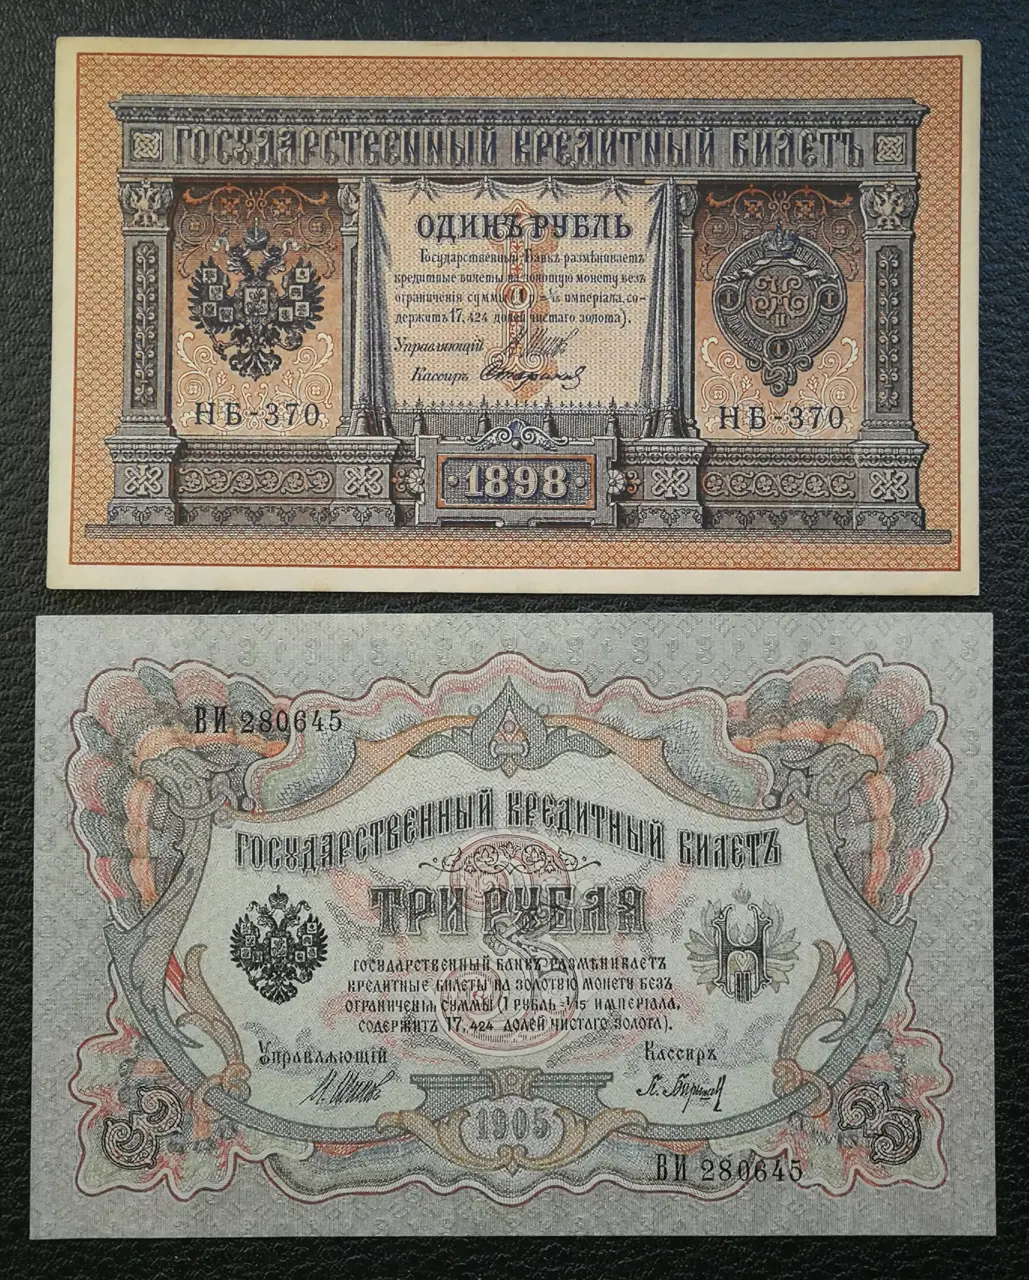 ГОСУДАРСТВЕННЫЙ КРЕДИТНЫЙ БИЛЕТЪ
ОДИНЪ РУБЛЬ
Государственный Банкъ размѣниваетъ
кредитные билеты на золотую монету безъ
ограниченія суммы (1 р. = 1/15 имперіала, со-
держитъ 17,424 долей чистаго золота).
Управляющій
Кассиръ
НБ-370
НБ-370
1898
ВИ 280645
ГОСУДАРСТВЕННЫЙ КРЕДИТНЫЙ БИЛЕТЪ
ТРИ РУБЛЯ
ГОСУДАРСТВЕННЫЙ БАНКЪ РАЗМѢНИВАЕТЪ
КРЕДИТНЫЕ БИЛЕТЫ НА ЗОЛОТУЮ МОНЕТУ БЕЗЪ
ОГРАНИЧЕНІЯ СУММЫ (1 РУБЛЬ = 1/15 ИМПЕРІАЛА,
СОДЕРЖИТЪ 17,424 ДОЛЕЙ ЧИСТАГО ЗОЛОТА).
Управляющій
Кассиръ
3
1905
3
ВИ 280645